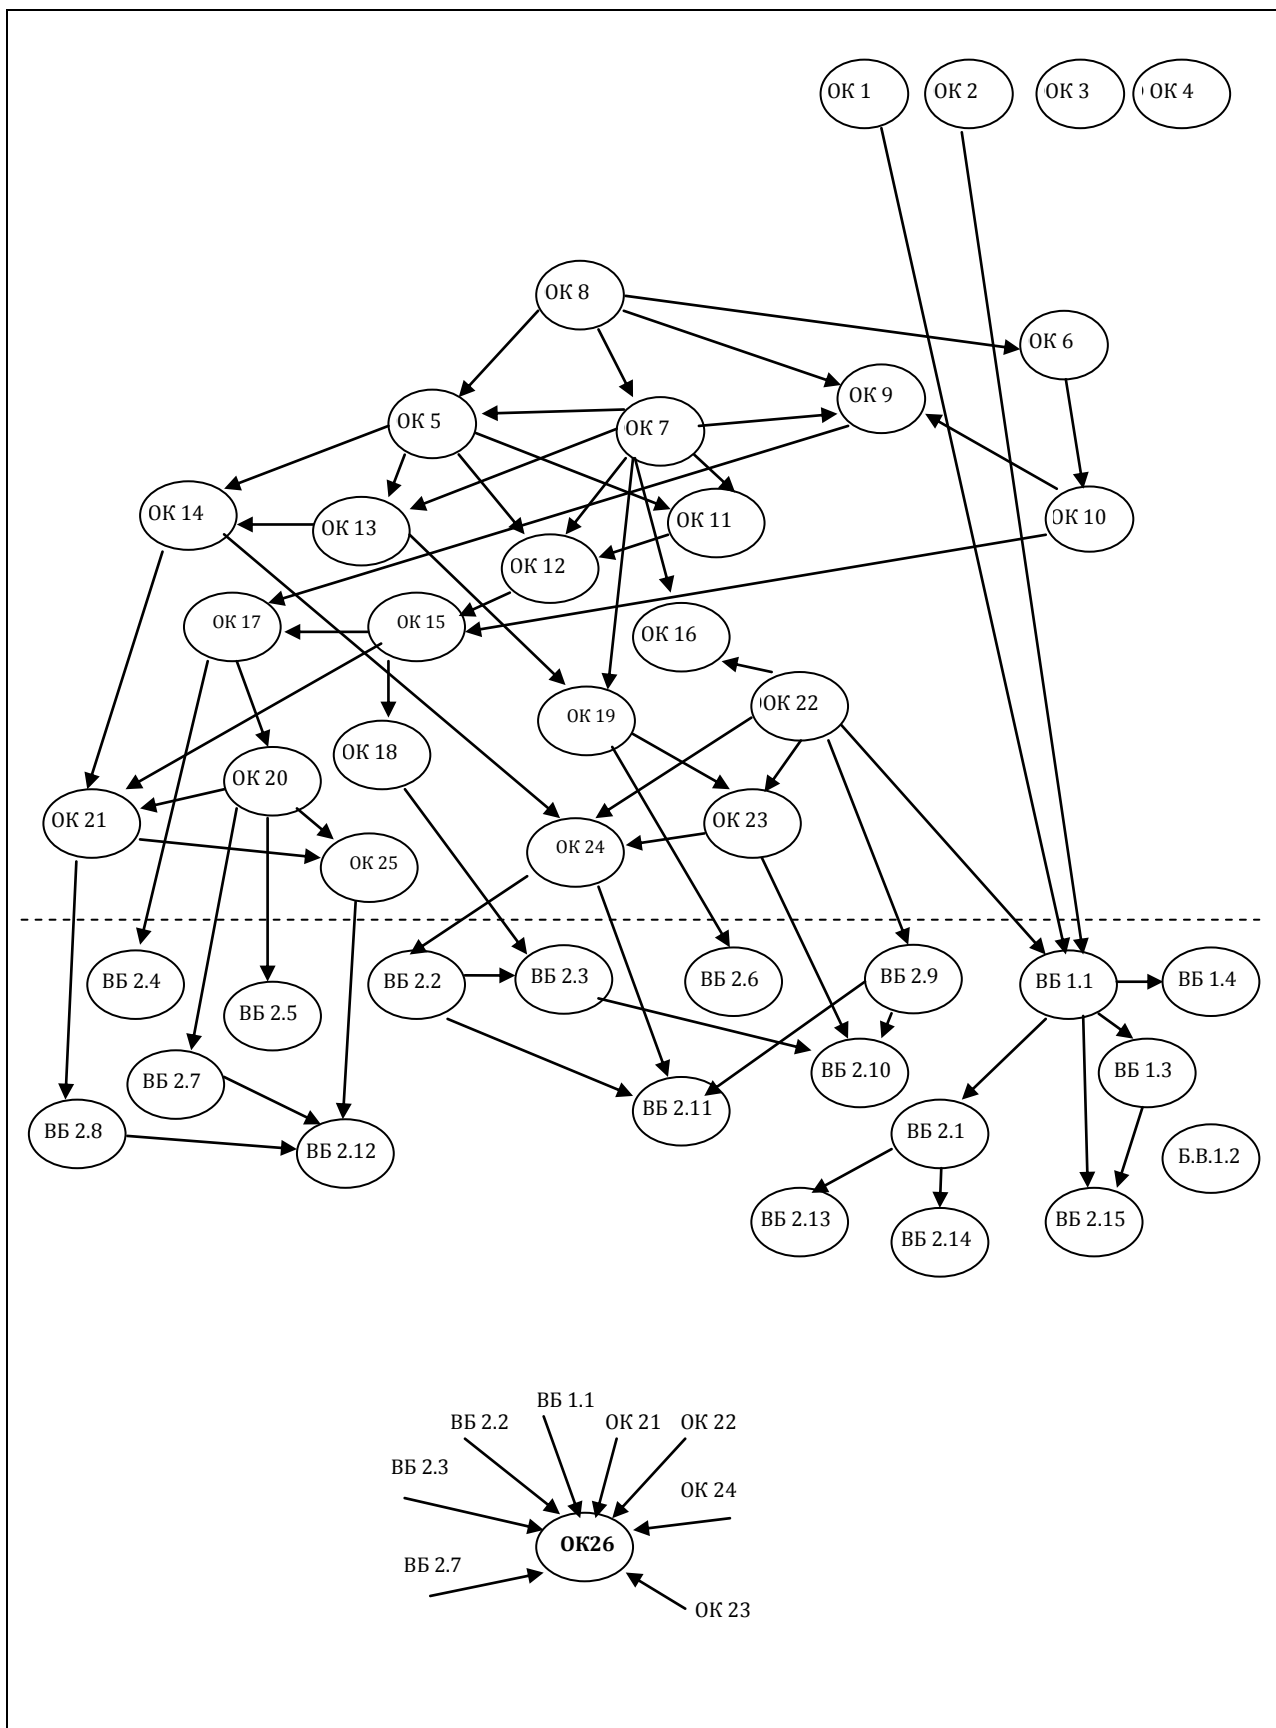 ОК 1
ОК 2
ОК 3
ОК 4
ОК 8
ОК 6
ОК 9
ОК 5
ОК 7
ОК 14
ОК 13
ОК 11
ОК 10
ОК 12
ОК 17
ОК 15
ОК 16
ОК 19
ОК 22
ОК 18
ОК 20
ОК 21
ОК 23
ОК 24
ОК 25
ВБ 2.4
ВБ 2.5
ВБ 2.2
ВБ 2.3
ВБ 2.6
ВБ 2.9
ВБ 1.1
ВБ 1.4
ВБ 2.7
ВБ 2.10
ВБ 1.3
ВБ 2.8
ВБ 2.12
ВБ 2.11
ВБ 2.1
Б.В.1.2
ВБ 2.13
ВБ 2.14
ВБ 2.15
ВБ 1.1
ВБ 2.2
ОК 21
ОК 22
ВБ 2.3
ОК 24
ОК26
ВБ 2.7
ОК 23